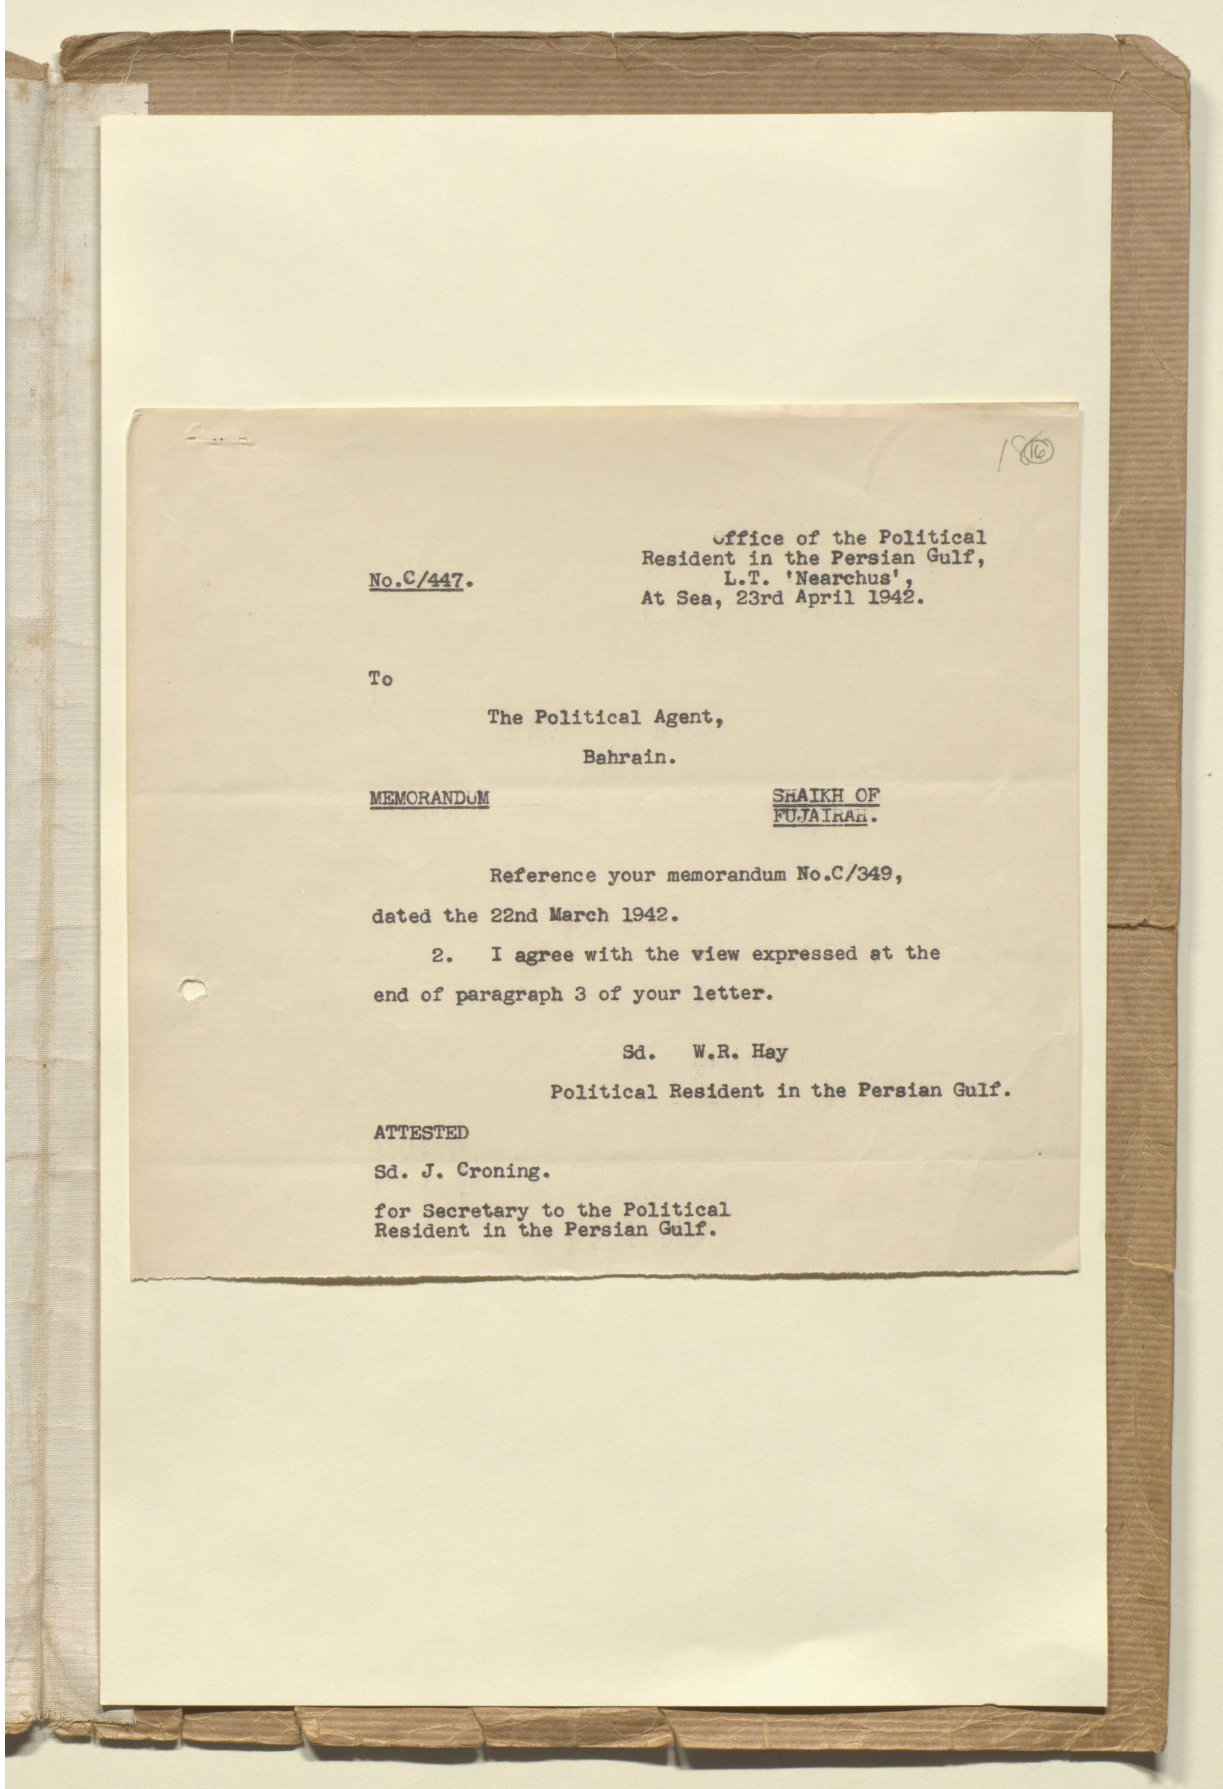 18 16
Office of the Political
Resident in the Persian Gulf,
L.T. 'Nearchus',
No.C/447.
At Sea, 23rd April 1942.
To
The Political Agent,
Bahrain.
MEMORANDUM
SHAIKH OF
FUJAIRAH.
Reference your memorandum No.C/349,
dated the 22nd March 1942.
2. I agree with the view expressed at the
end of paragraph 3 of your letter.
Sd. W.R. Hay
Political Resident in the Persian Gulf.
ATTESTED
Sd. J. Croning.
for Secretary to the Political
Resident in the Persian Gulf.